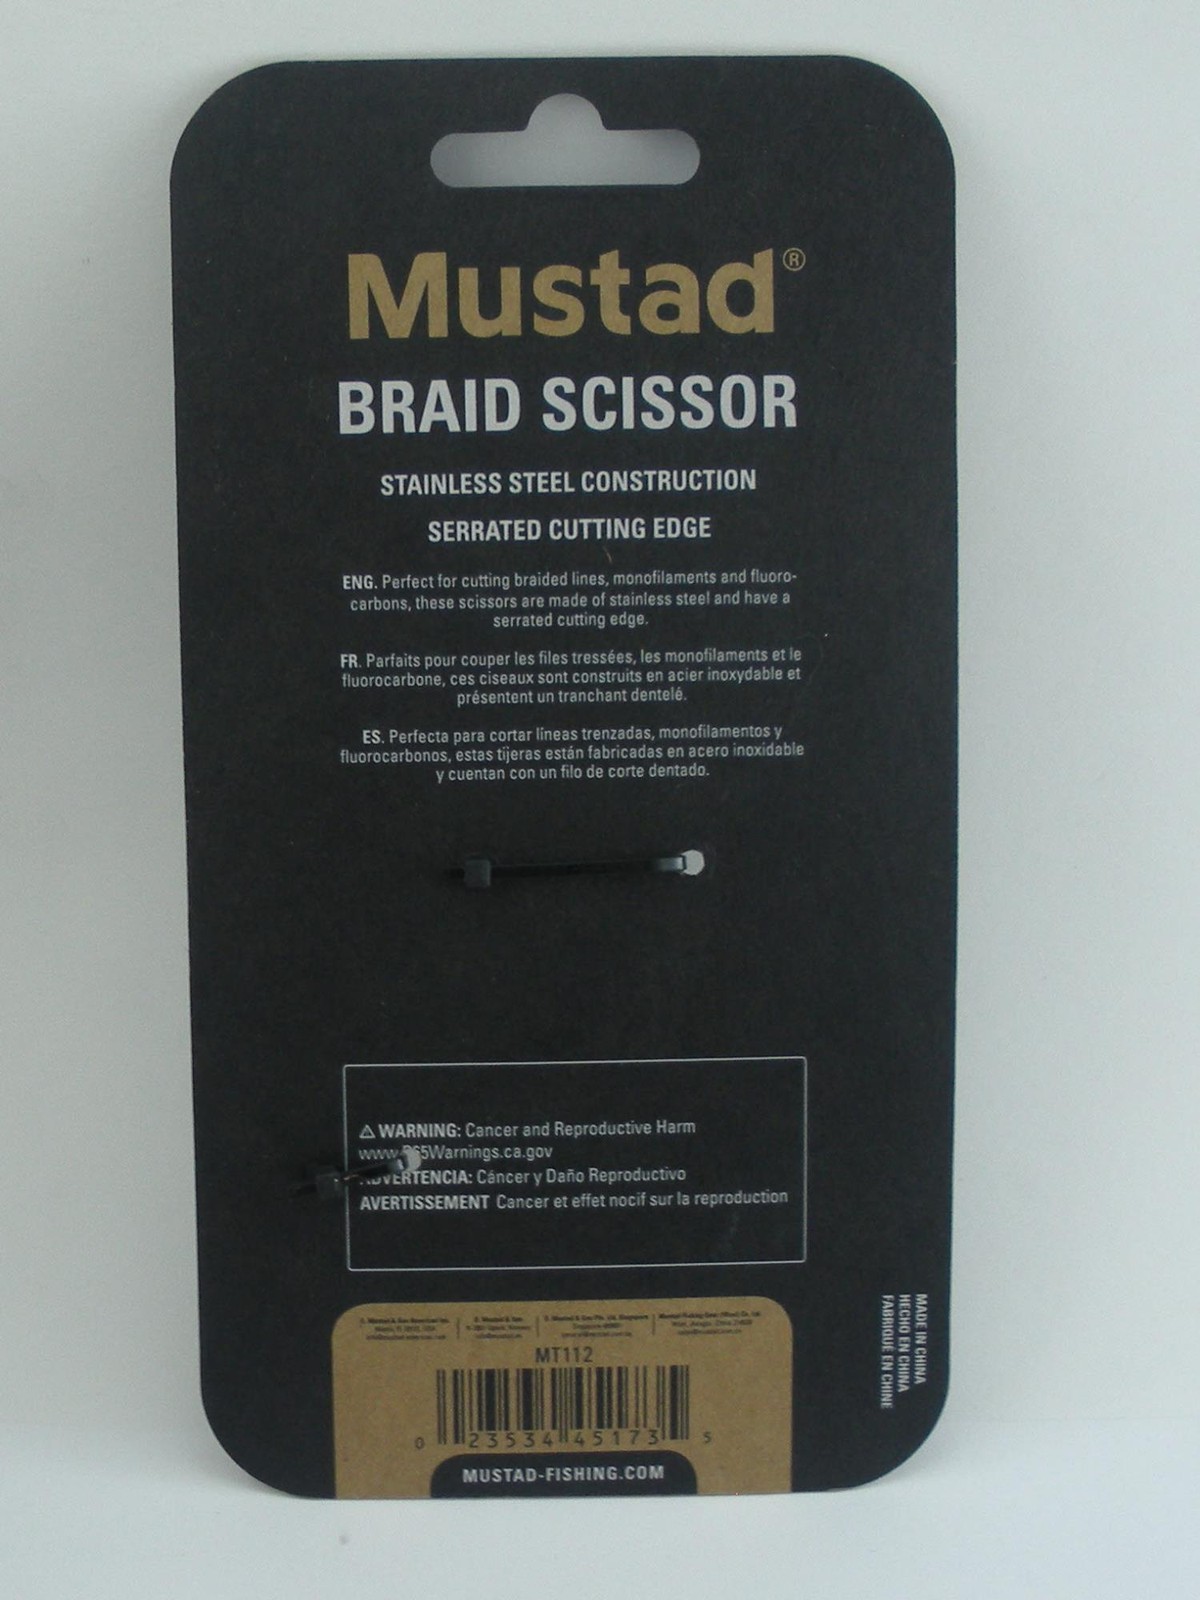 Mustad®
BRAID SCISSOR
STAINLESS STEEL CONSTRUCTION
SERRATED CUTTING EDGE
ENG. Perfect for cutting braided lines, monofilaments and fluoro-
carbons, these scissors are made of stainless steel and have a
serrated cutting edge.
FR. Parfaits pour couper les files tressées, les monofilaments et le
fluorocarbone, ces ciseaux sont construits en acier inoxydable et
présentent un tranchant dentelé.
ES. Perfecta para cortar líneas trenzadas, monofilamentos y
fluorocarbonos, estas tijeras están fabricadas en acero inoxidable
y cuentan con un filo de corte dentado.
⚠ WARNING: Cancer and Reproductive Harm
www.P65Warnings.ca.gov
ADVERTENCIA: Cáncer y Daño Reproductivo
AVERTISSEMENT Cancer et effet nocif sur la reproduction
MADE IN CHINA
HECHO EN CHINA
FABRIQUÉ EN CHINE
MT112
0 23534 45173 5
MUSTAD-FISHING.COM